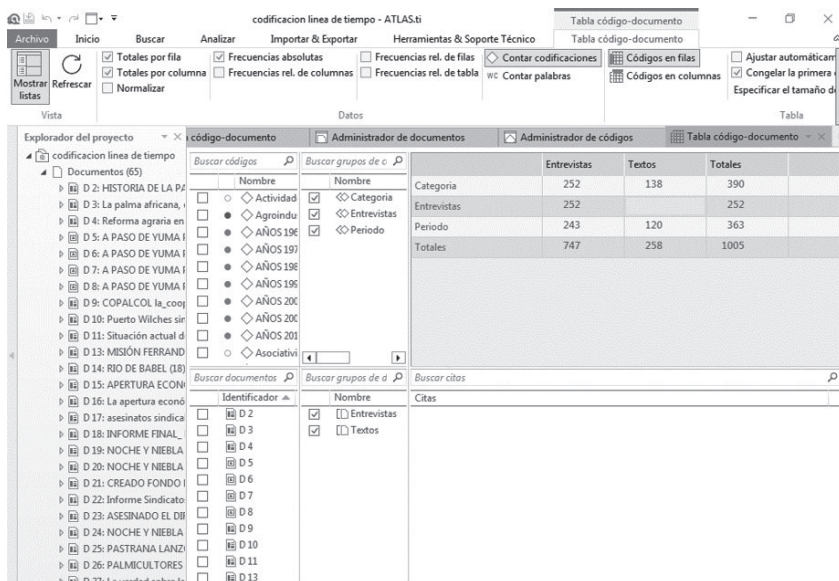 codificacion linea de tiempo - ATLAS.ti
Tabla código-documento
Archivo Inicio Buscar Analizar Importar & Exportar Herramientas & Soporte Técnico Tabla código-documento
Mostrar listas
Refrescar
Totales por fila
Totales por columna
Normalizar
Frecuencias absolutas
Frecuencias rel. de columnas
Frecuencias rel. de filas
Frecuencias rel. de tabla
Contar codificaciones
WC Contar palabras
Códigos en filas
Códigos en columnas
Ajustar automáticam
Congelar la primera
Especificar el tamaño d
Vista Datos Tabla
Explorador del proyecto
código-documento
Administrador de documentos
Administrador de códigos
Tabla código-documento
codificacion linea de tiempo
Documentos (65)
D 2: HISTORIA DE LA PA
D 3: La palma africana,
D 4: Reforma agraria en
D 5: A PASO DE YUMA
D 6: A PASO DE YUMA
D 7: A PASO DE YUMA
D 8: A PASO DE YUMA
D 9: COPALCOL la_coop
D 10: Puerto Wilches sin
D 11: Situación actual d
D 13: MISIÓN FERRAND
D 14: RIO DE BABEL (18)
D 15: APERTURA ECON
D 16: La apertura econó
D 17: asesinatos sindica
D 18: INFORME FINAL_
D 19: NOCHE Y NIEBLA
D 20: NOCHE Y NIEBLA
D 21: CREADO FONDO
D 22: Informe Sindicato
D 23: ASESINADO EL DI
D 24: NOCHE Y NIEBLA
D 25: PASTRANA LANZ
D 26: PALMICULTORES
Buscar códigos
Nombre
Actividad
Agroindu
AÑOS 196
AÑOS 197
AÑOS 198
AÑOS 199
AÑOS 200
AÑOS 200
AÑOS 201
Asociativi
Buscar grupos de c
Nombre
Categoria
Entrevistas
Periodo
Entrevistas Textos Totales
Categoria 252 138 390
Entrevistas 252 252
Periodo 243 120 363
Totales 747 258 1005
Buscar documentos
Identificador
D 2
D 3
D 4
D 5
D 6
D 7
D 8
D 9
D 10
D 11
D 13
Buscar grupos de d
Nombre
Entrevistas
Textos
Buscar citas
Citas